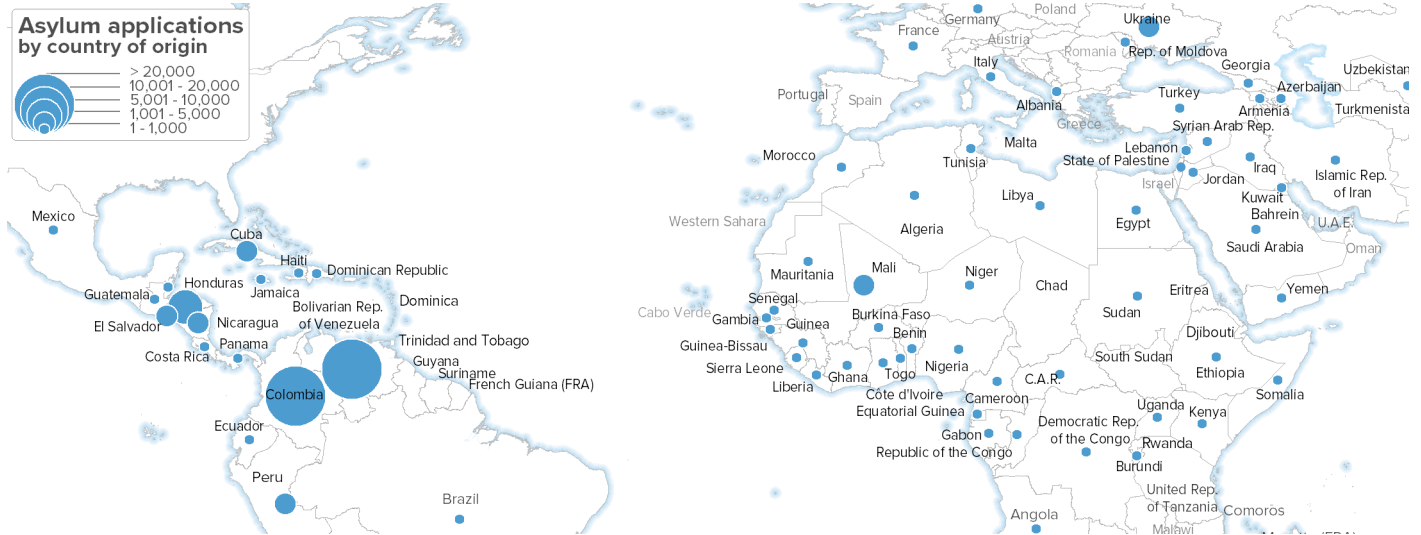 Asylum applications
by country of origin
> 20,000
10,001 - 20,000
5,001 - 10,000
1,001 - 5,000
1 - 1,000
Mexico
Cuba
Haiti
Dominican Republic
Jamaica
Honduras
Guatemala
El Salvador
Nicaragua
Costa Rica
Panama
Dominica
Bolivarian Rep.
of Venezuela
Trinidad and Tobago
Guyana
Suriname
French Guiana (FRA)
Colombia
Ecuador
Peru
Brazil
Germany
Poland
Ukraine
France
Austria
Romania
Rep. of Moldova
Italy
Georgia
Uzbekistan
Portugal
Spain
Albania
Turkey
Azerbaijan
Armenia
Turkmenista
Greece
Syrian Arab Rep.
Malta
Lebanon
Morocco
Tunisia
State of Palestine
Iraq
Israel
Jordan
Islamic Rep.
of Iran
Kuwait
Libya
Bahrein
Western Sahara
Algeria
Egypt
U.A.E.
Saudi Arabia
Oman
Mauritania
Mali
Niger
Chad
Eritrea
Yemen
Senegal
Cabo Verde
Gambia
Guinea
Burkina Faso
Sudan
Benin
Djibouti
Guinea-Bissau
Sierra Leone
Liberia
Ghana
Togo
Nigeria
South Sudan
Ethiopia
C.A.R.
Côte d'Ivoire
Cameroon
Somalia
Equatorial Guinea
Uganda
Kenya
Democratic Rep.
of the Congo
Gabon
Republic of the Congo
Rwanda
Burundi
United Rep.
of Tanzania
Angola
Comoros
Malawi